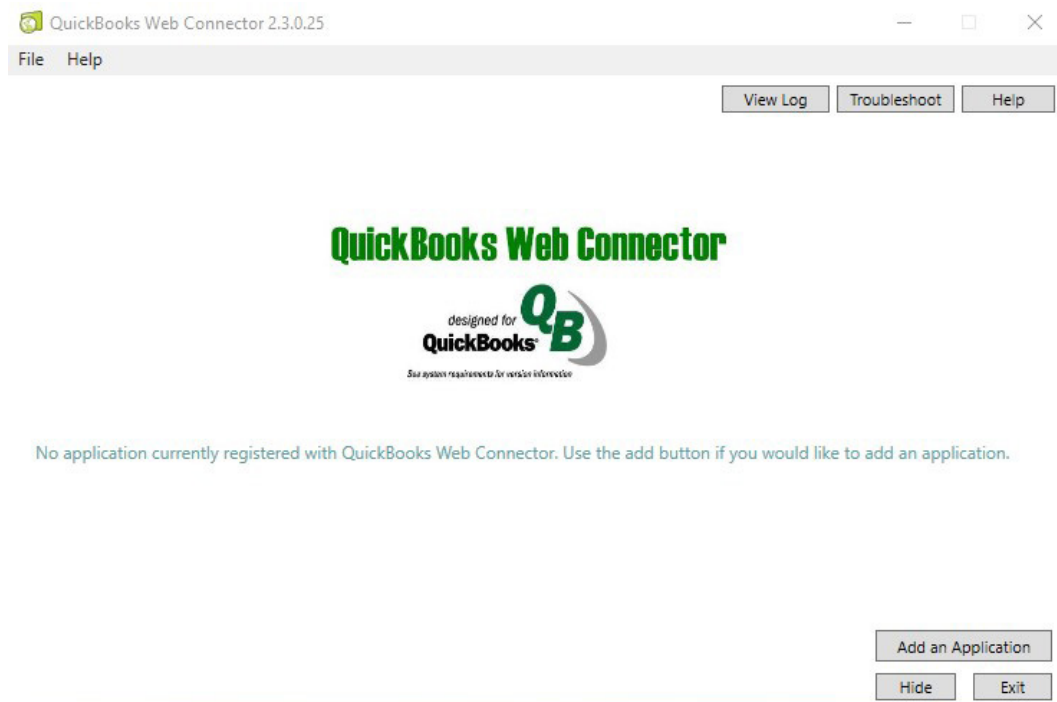 QuickBooks Web Connector 2.3.0.25
File Help
View Log Troubleshoot Help
QuickBooks Web Connector
designed for
QuickBooks®
QB
See system requirements for version information
No application currently registered with QuickBooks Web Connector. Use the add button if you would like to add an application.
Add an Application
Hide Exit